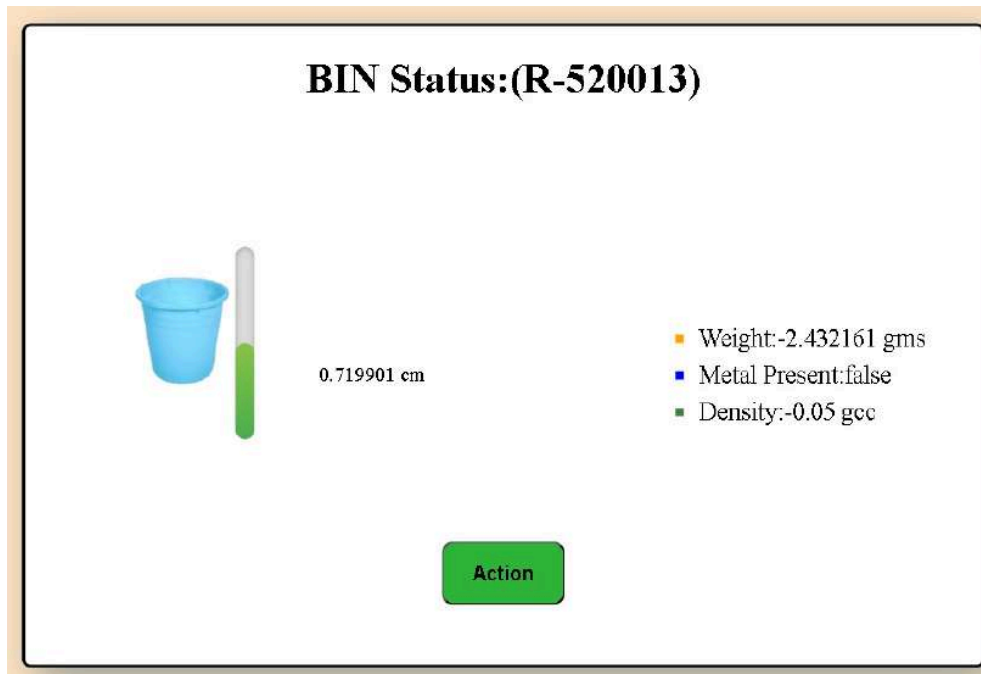 BIN Status:(R-520013)
0.719901 cm
Weight:-2.432161 gms
Metal Present:false
Density:-0.05 gcc
Action